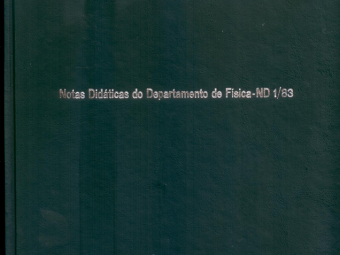 Notas Didáticas do Departamento de Física-ND 1/83